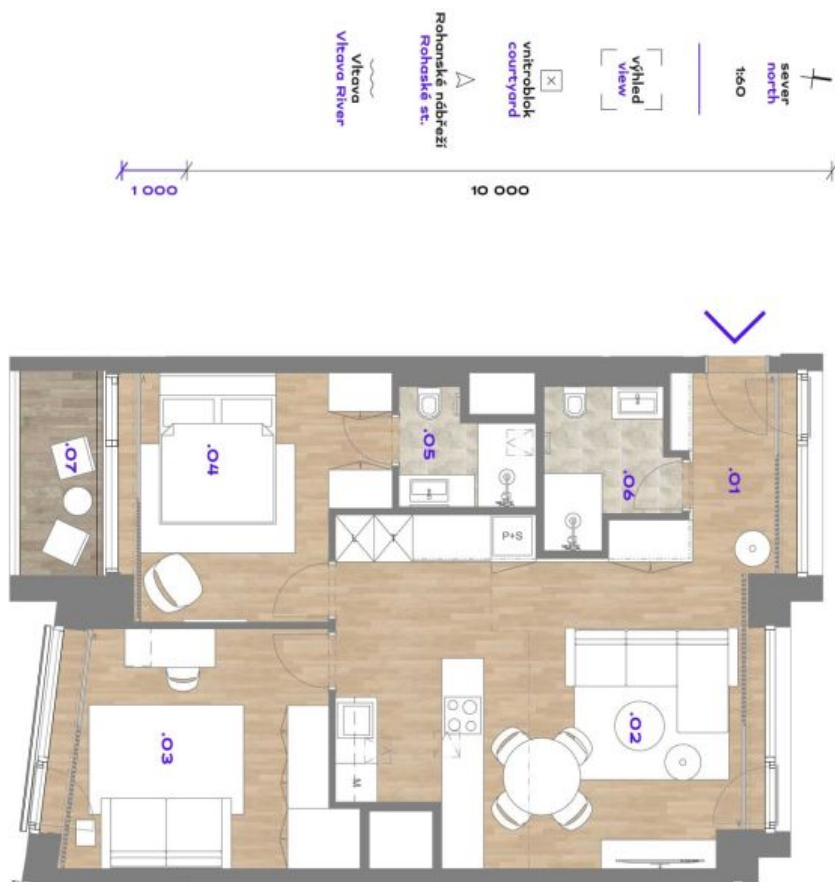 sever
north
1:60
výhled
view
vnitroblok
courtyard
Rohanské nábřeží
Rohaské st.
Vltava
Vltava River
1 000
10 000
.07
.04
.05
.06
.01
P+S
.03
.02
M